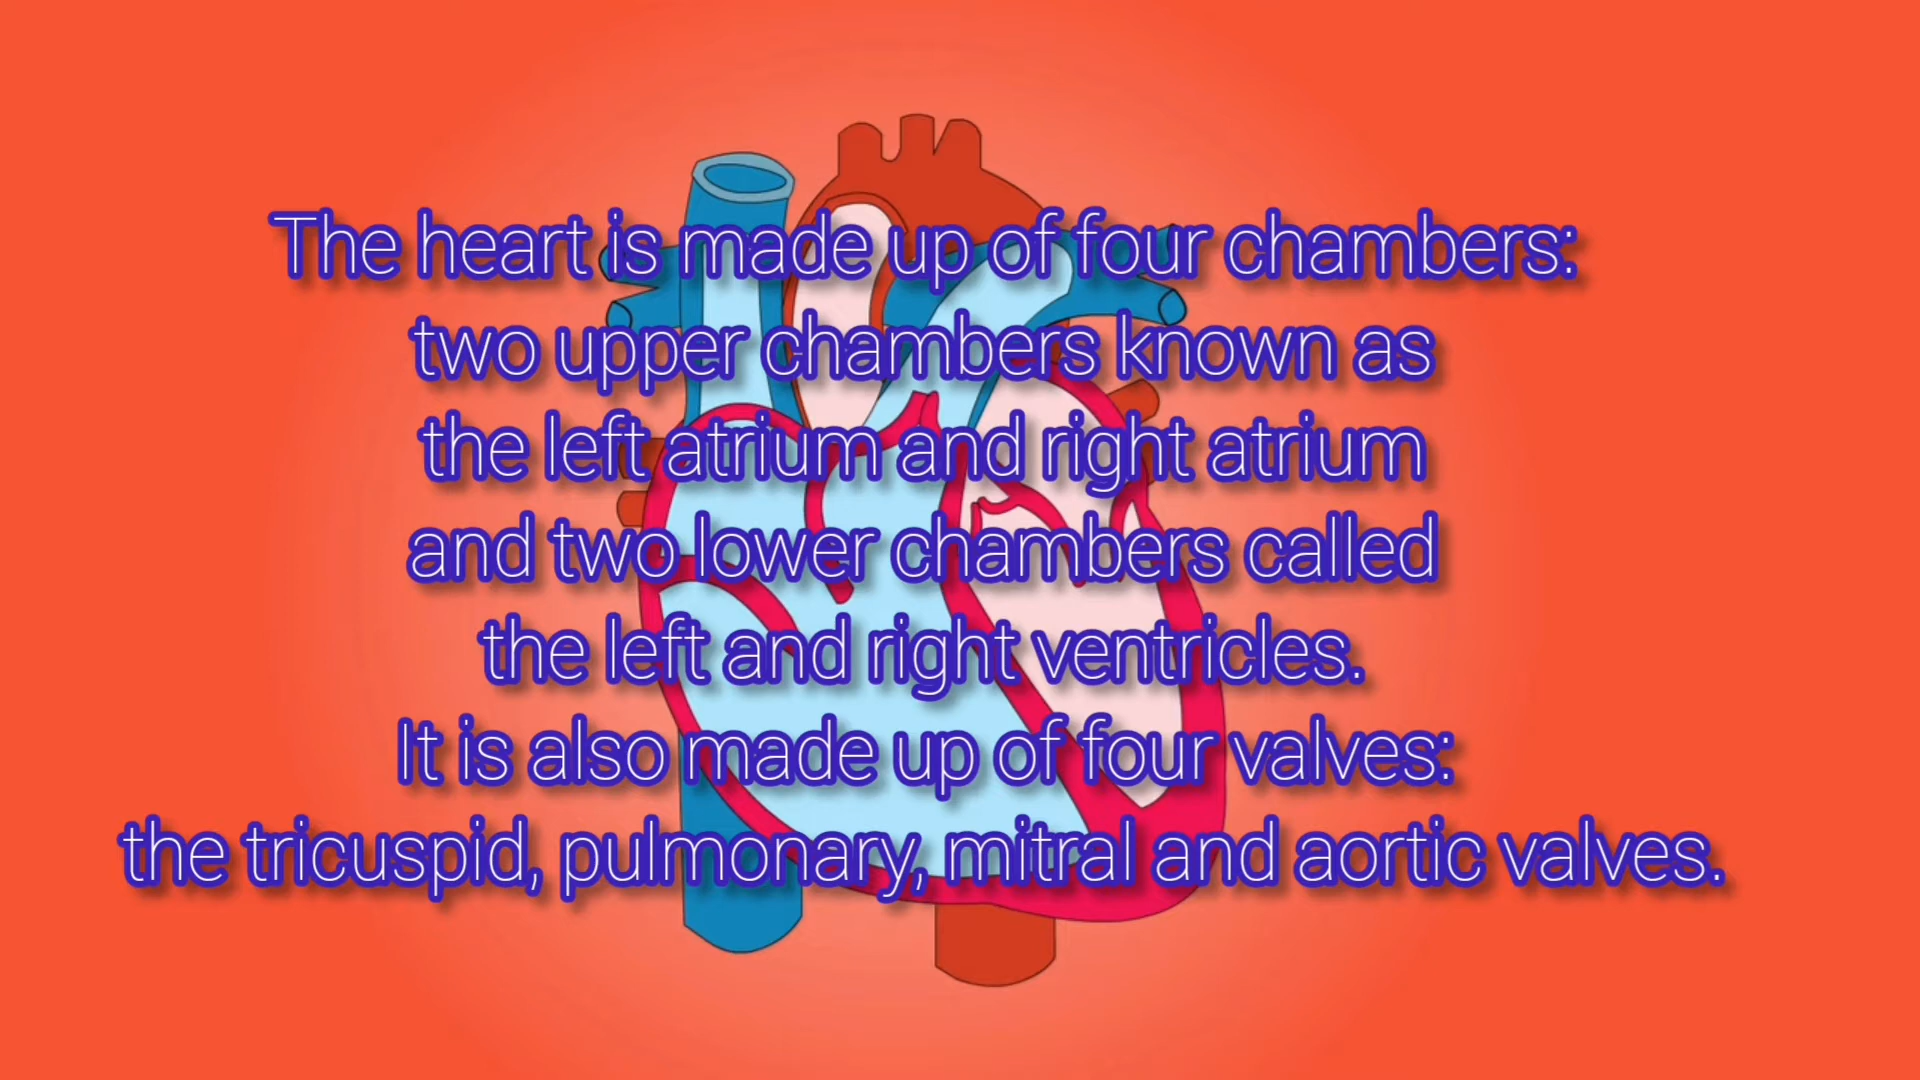 The heart is made up of four chambers:
two upper chambers known as
the left atrium and right atrium
and two lower chambers called
the left and right ventricles.
It is also made up of four valves:
the tricuspid, pulmonary, mitral and aortic valves.